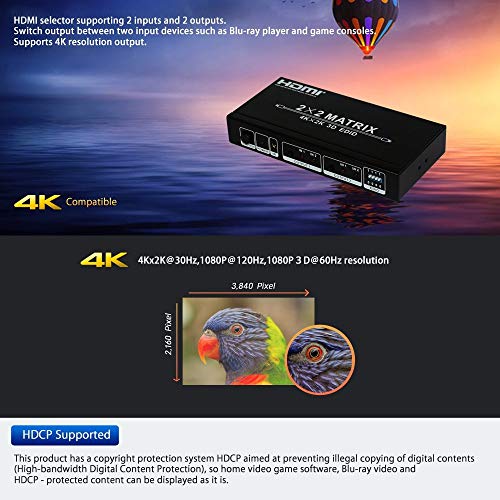 HDMI selector supporting 2 inputs and 2 outputs.
Switch output between two input devices such as Blu-ray player and game consoles.
Supports 4K resolution output.
HDMI
2×2 MATRIX
4K×2K 3D EDID
4K Compatible
4K 4Kx2K@30Hz,1080P@120Hz,1080P 3 D@60Hz resolution
3,840 Pixel
2,160 Pixel
HDCP Supported
This product has a copyright protection system HDCP aimed at preventing illegal copying of digital contents
(High-bandwidth Digital Content Protection), so home video game software, Blu-ray video and
HDCP - protected content can be displayed as it is.